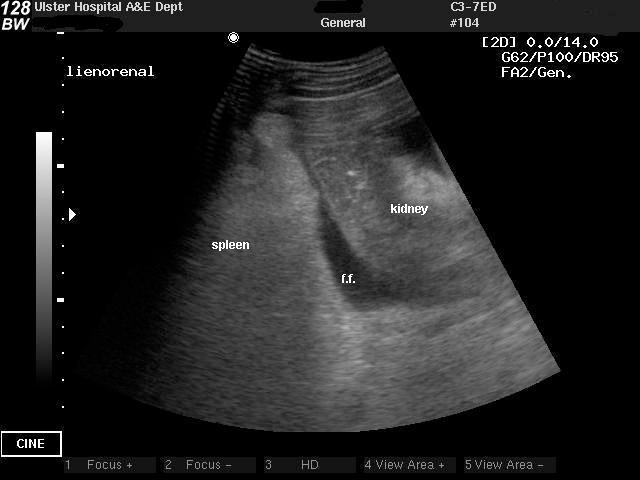 128 Ulster Hospital A&E Dept C3-7ED
BW General #104
[2D] 0.0/14.0
lienorenal G62/P100/DR95
FA2/Gen.
kidney
spleen
f.f.
CINE
1 Focus + 2 Focus – 3 HD 4 View Area + 5 View Area –